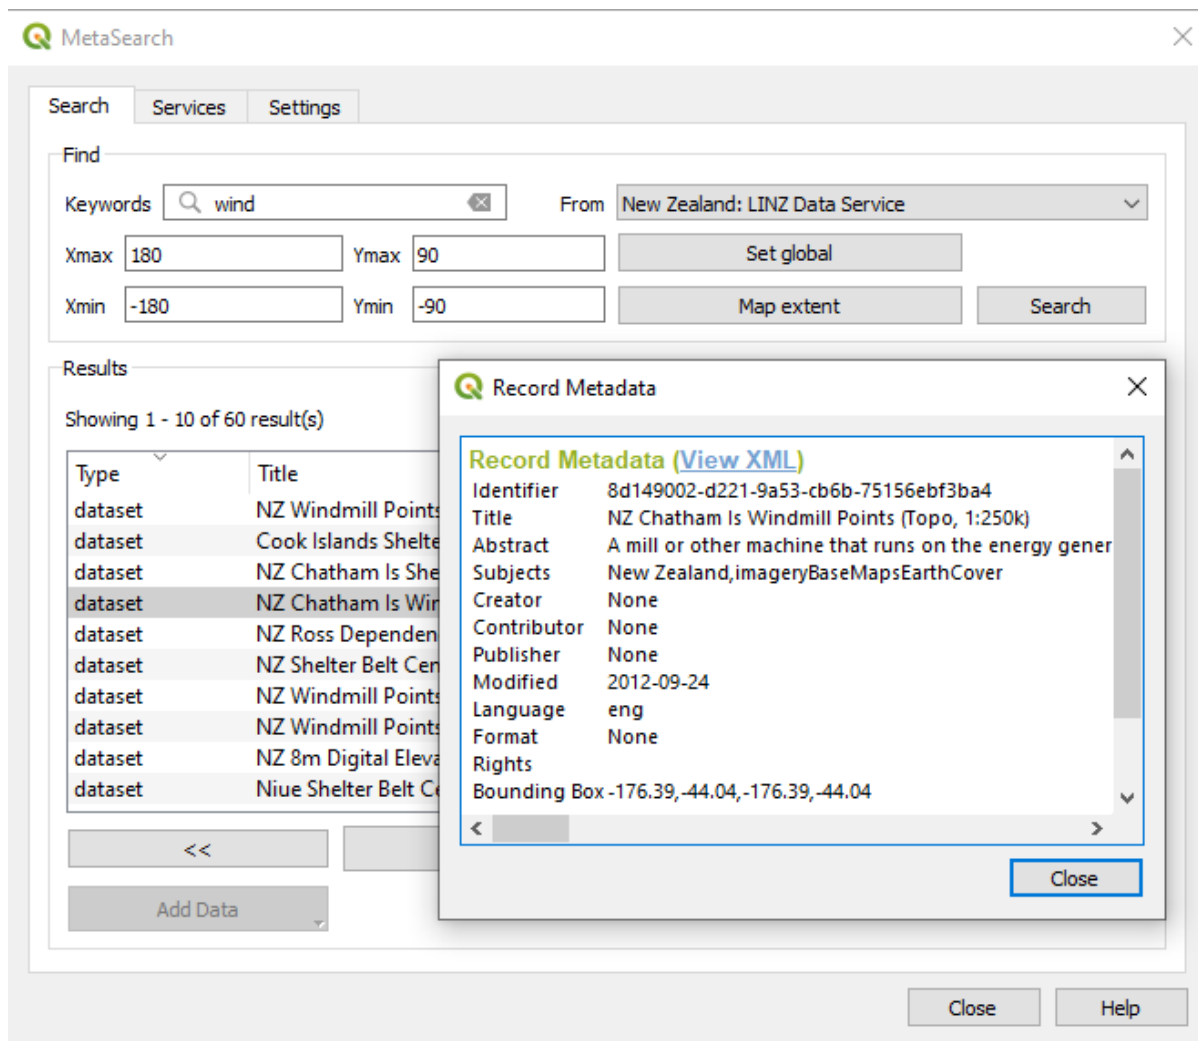 MetaSearch
Search Services Settings
Find
Keywords wind From New Zealand: LINZ Data Service
Xmax 180 Ymax 90 Set global
Xmin -180 Ymin -90 Map extent Search
Results
Showing 1 - 10 of 60 result(s)
Type Title
dataset NZ Windmill Points
dataset Cook Islands Shelte
dataset NZ Chatham Is She
dataset NZ Chatham Is Wir
dataset NZ Ross Dependen
dataset NZ Shelter Belt Cen
dataset NZ Windmill Points
dataset NZ Windmill Points
dataset NZ 8m Digital Eleva
dataset Niue Shelter Belt Ce
<<
Add Data
Record Metadata
Record Metadata (View XML)
Identifier 8d149002-d221-9a53-cb6b-75156ebf3ba4
Title NZ Chatham Is Windmill Points (Topo, 1:250k)
Abstract A mill or other machine that runs on the energy gener
Subjects New Zealand,imageryBaseMapsEarthCover
Creator None
Contributor None
Publisher None
Modified 2012-09-24
Language eng
Format None
Rights
Bounding Box -176.39,-44.04,-176.39,-44.04
Close
Close Help